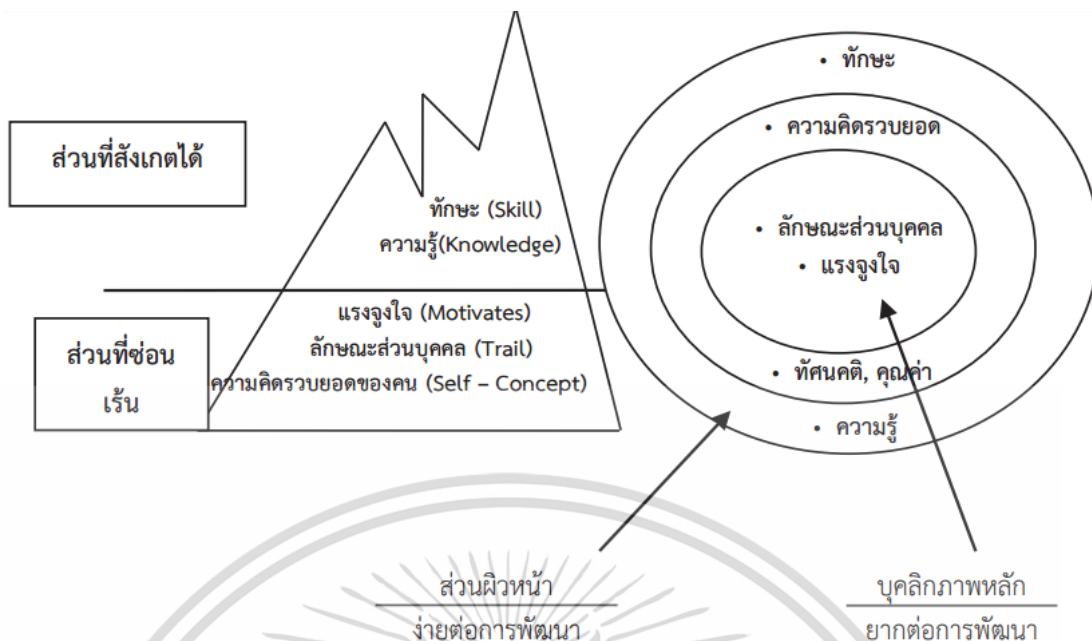 ส่วนที่สังเกตได้
ทักษะ (Skill)
ความรู้(Knowledge)
แรงจูงใจ (Motivates)
ลักษณะส่วนบุคคล (Trail)
ความคิดรวบยอดของคน (Self – Concept)
ส่วนที่ซ่อน
เร้น
• ทักษะ
• ความคิดรวบยอด
• ลักษณะส่วนบุคคล
• แรงจูงใจ
• ทัศนคติ, คุณค่า
• ความรู้
ส่วนผิวหน้า
ง่ายต่อการพัฒนา
บุคลิกภาพหลัก
ยากต่อการพัฒนา